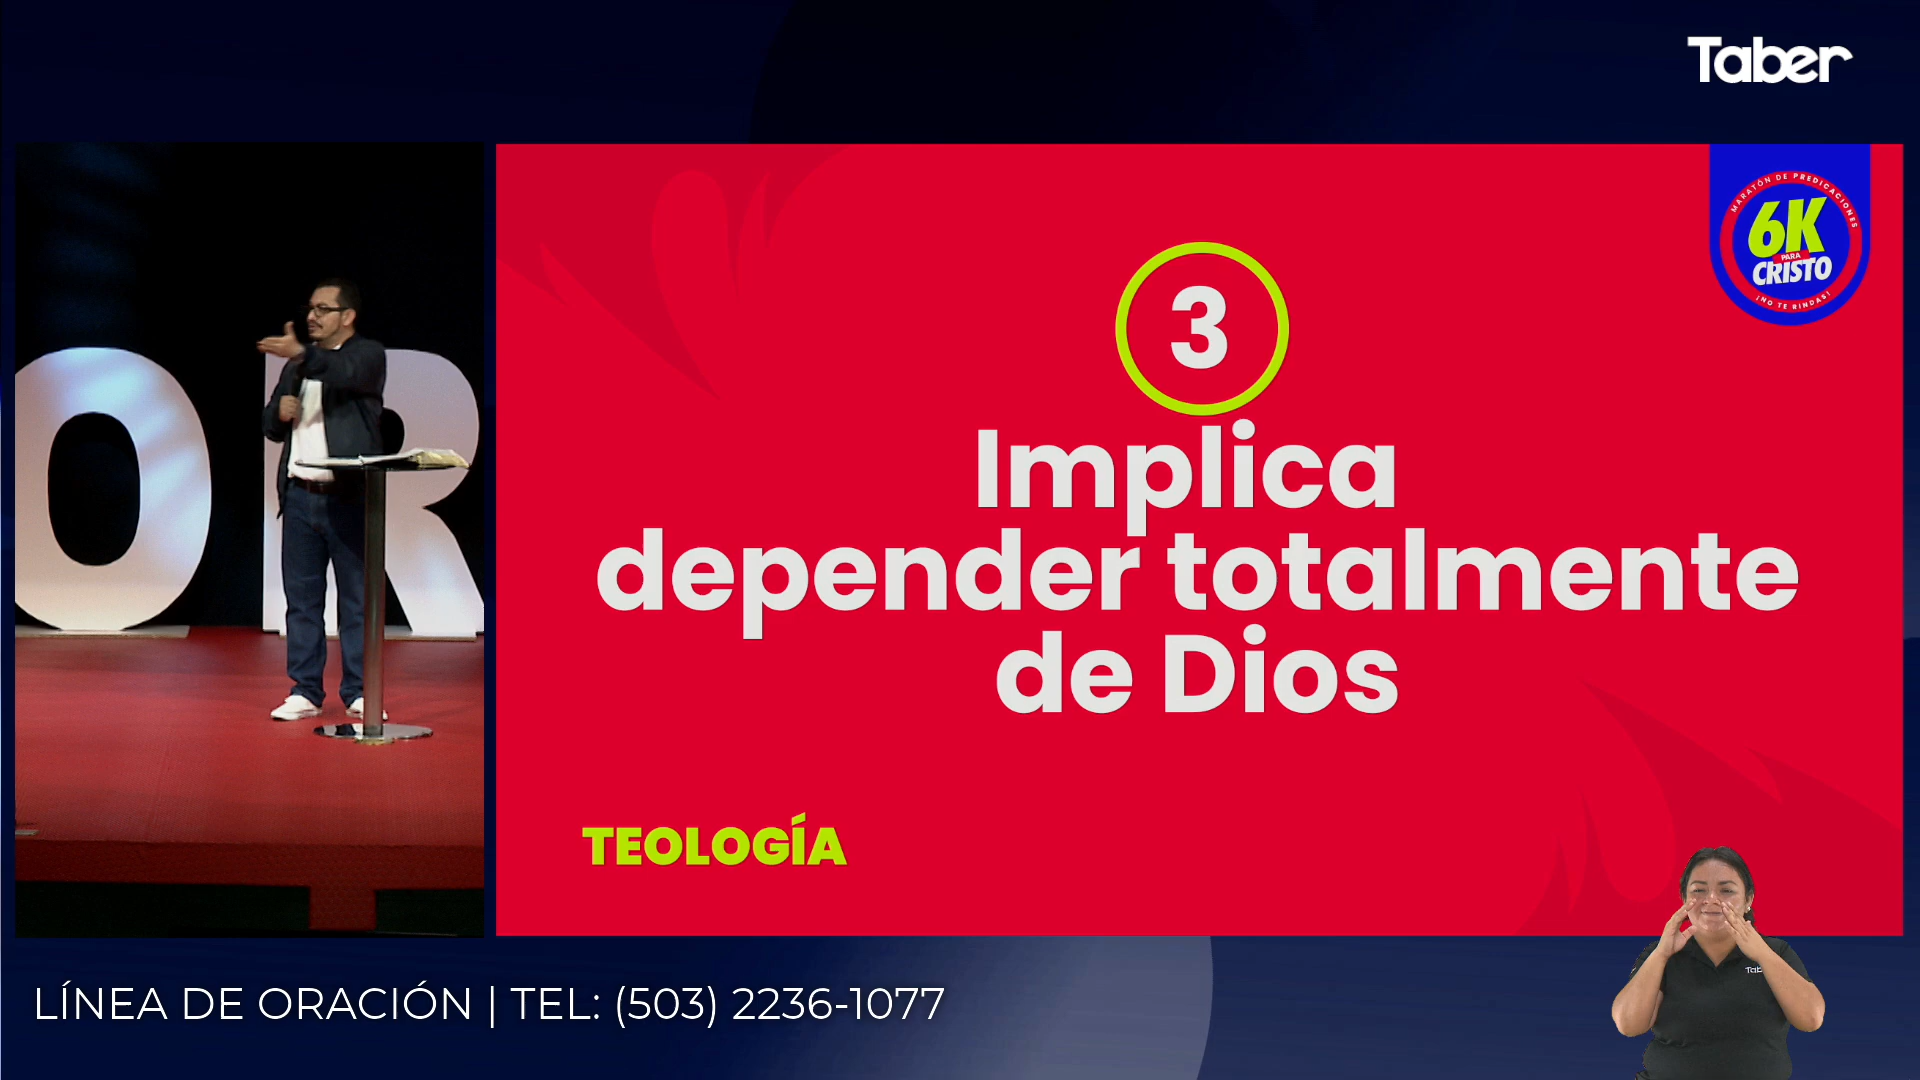 Taber
MARATÓN DE PREDICACIONES
6K
PARA
CRISTO
¡NO TE RINDAS!
3
Implica
depender totalmente
de Dios
TEOLOGÍA
OR
LÍNEA DE ORACIÓN | TEL: (503) 2236-1077